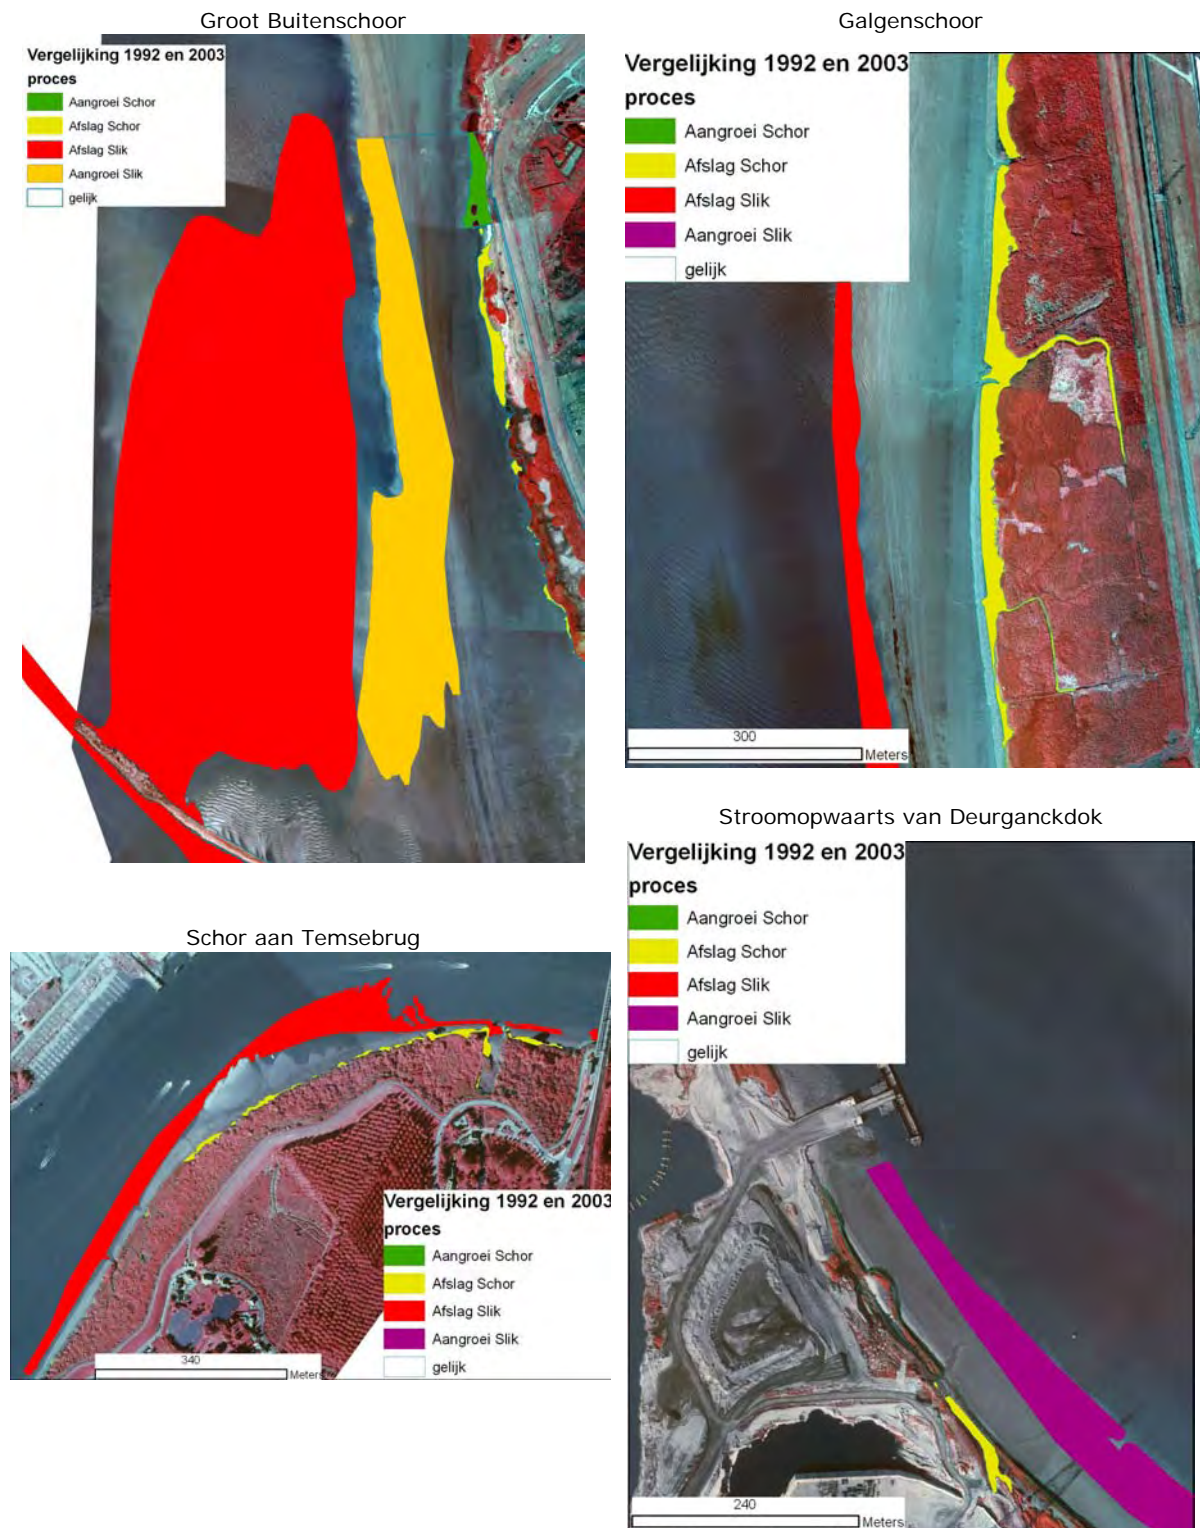 Groot Buitenschoor
Vergelijking 1992 en 2003
proces
Aangroei Schor
Afslag Schor
Afslag Slik
Aangroei Slik
gelijk
Galgenschoor
Vergelijking 1992 en 2003
proces
Aangroei Schor
Afslag Schor
Afslag Slik
Aangroei Slik
gelijk
300
Meters
Schor aan Temsebrug
Vergelijking 1992 en 2003
proces
Aangroei Schor
Afslag Schor
Afslag Slik
Aangroei Slik
gelijk
340
Meters
Stroomopwaarts van Deurganckdok
Vergelijking 1992 en 2003
proces
Aangroei Schor
Afslag Schor
Afslag Slik
Aangroei Slik
gelijk
240
Meters